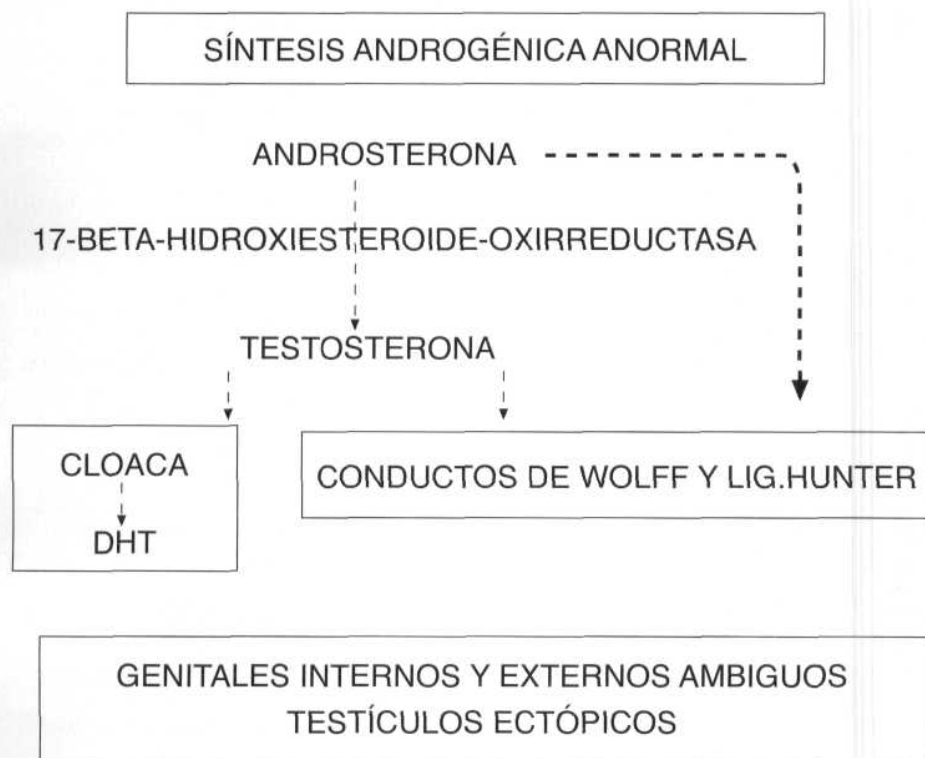 SÍNTESIS ANDROGÉNICA ANORMAL
ANDROSTERONA
17-BETA-HIDROXIESTEROIDE-OXIRREDUCTASA
TESTOSTERONA
CLOACA
DHT
CONDUCTOS DE WOLFF Y LIG.HUNTER
GENITALES INTERNOS Y EXTERNOS AMBIGUOS
TESTÍCULOS ECTÓPICOS